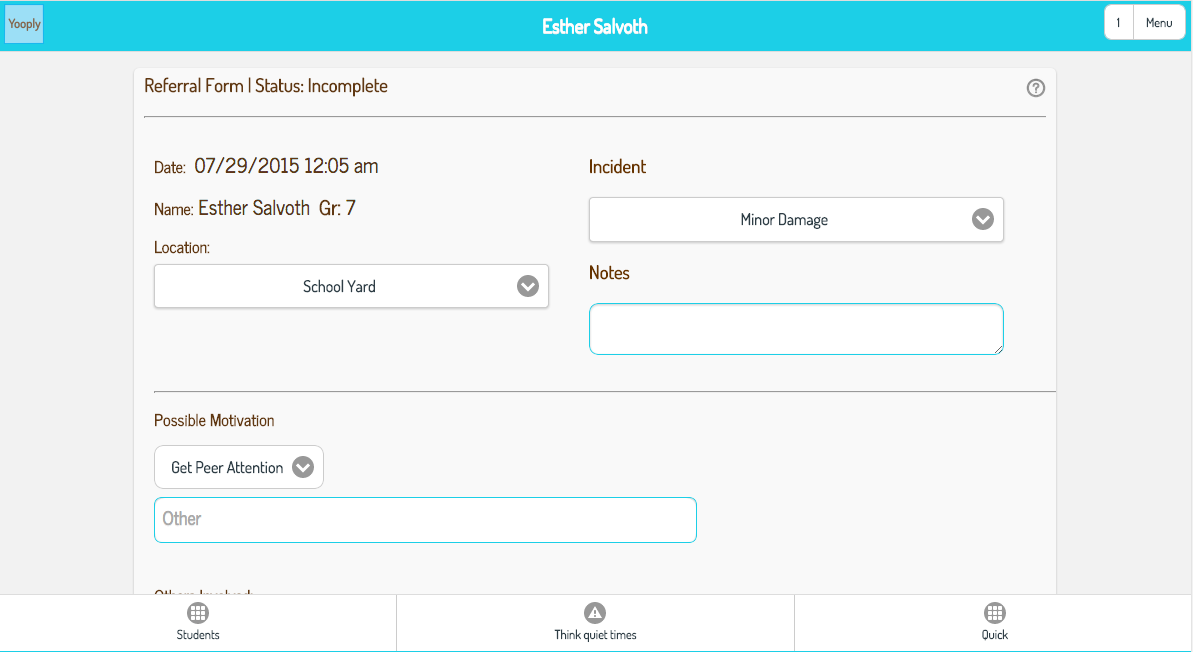 Yooply
Esther Salvoth
1
Menu
Referral Form | Status: Incomplete
?
Date: 07/29/2015 12:05 am
Name: Esther Salvoth Gr: 7
Location:
School Yard
Incident
Minor Damage
Notes
Possible Motivation
Get Peer Attention
Other
Others Involved:
Students
Think quiet times
Quick